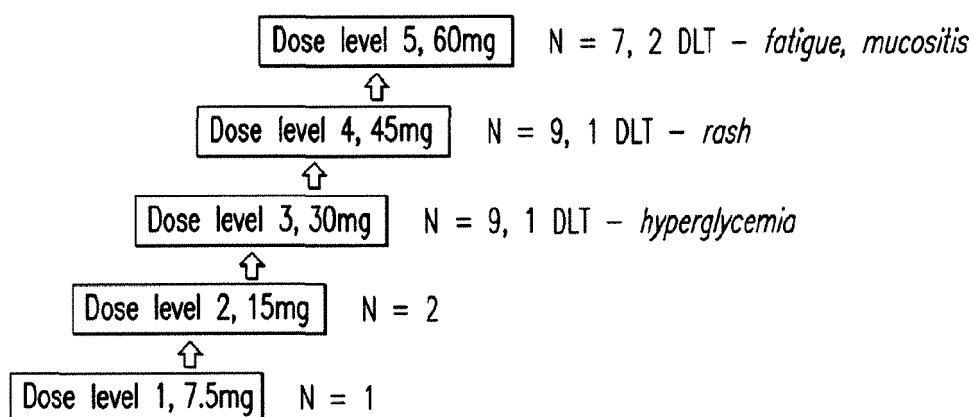 Dose level 5, 60mg N = 7, 2 DLT – fatigue, mucositis
Dose level 4, 45mg N = 9, 1 DLT – rash
Dose level 3, 30mg N = 9, 1 DLT – hyperglycemia
Dose level 2, 15mg N = 2
Dose level 1, 7.5mg N = 1